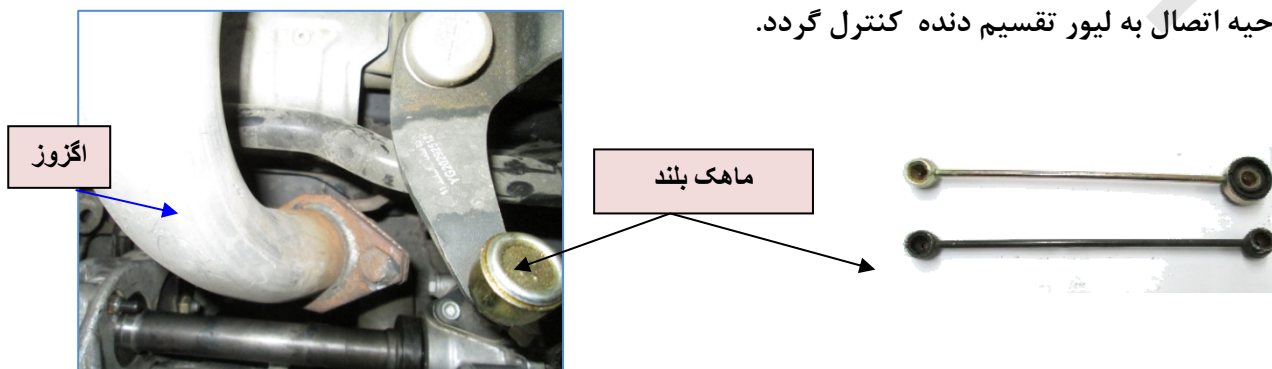 حیه اتصال به لیور تقسیم دنده کنترل گردد.
اگزوز
ماهک بلند